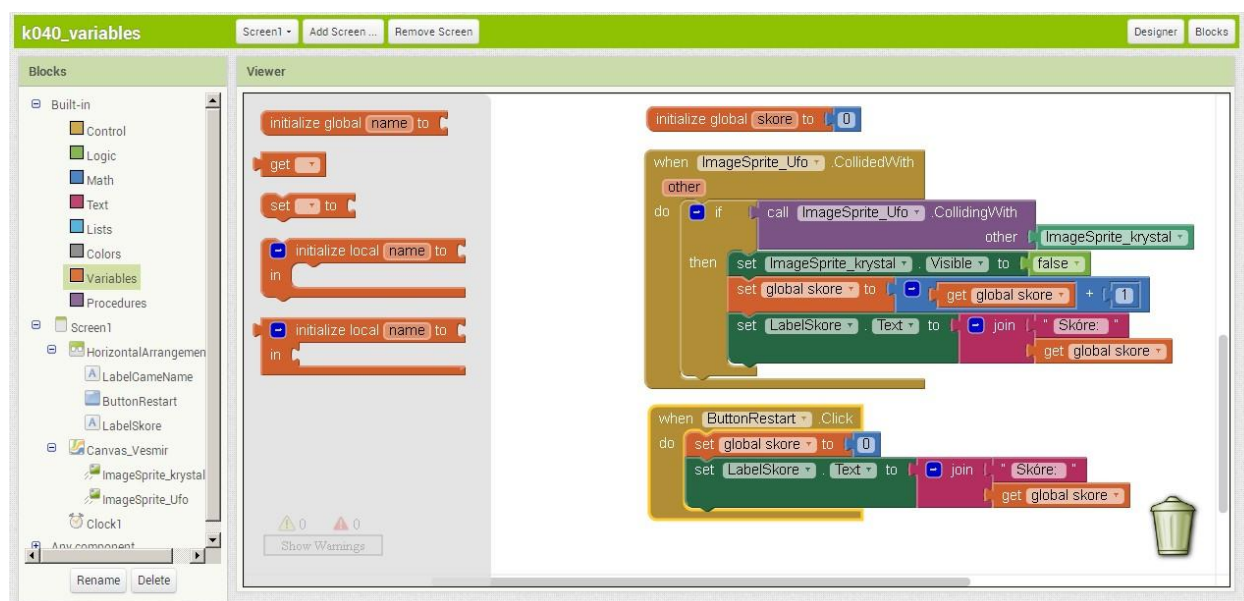 k040_variables
Screen1 Add Screen ... Remove Screen
Designer Blocks
Blocks
Viewer
Built-in
Control
Logic
Math
Text
Lists
Colors
Variables
Procedures
Screen1
HorizontalArrangemen
LabelGameName
ButtonRestart
LabelSkore
Canvas_Vesmir
ImageSprite_krystal
ImageSprite_Ufo
Clock1
Any component
Rename Delete
initialize global name to
get
set to
initialize local name to
in
initialize local name to
in
0 0
Show Warnings
initialize global skore to 0
when ImageSprite_Ufo .CollidedWith
other
do if call ImageSprite_Ufo .CollidingWith
other ImageSprite_krystal
then set ImageSprite_krystal . Visible to false
set global skore to get global skore + 1
set LabelSkore . Text to join " Skóre: "
get global skore
when ButtonRestart .Click
do set global skore to 0
set LabelSkore . Text to join " Skóre: "
get global skore